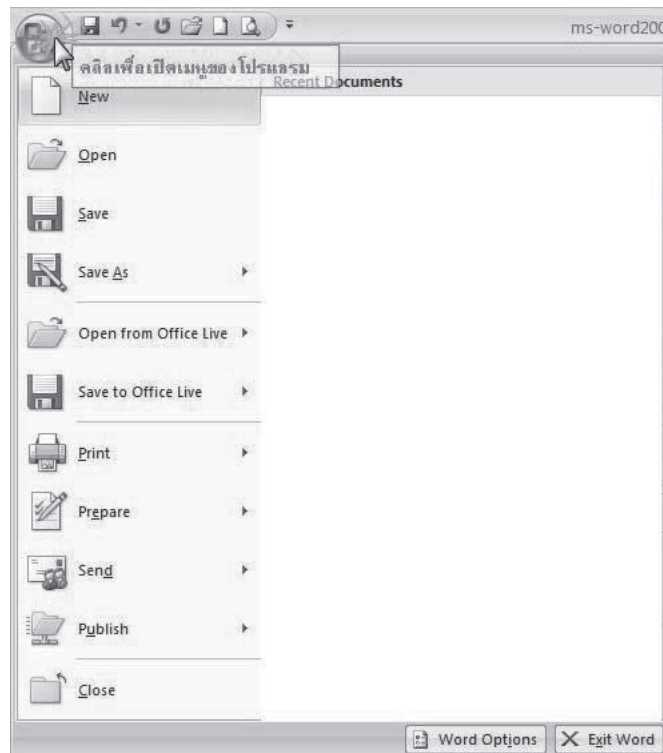 ms-word200
คลิกเพื่อเปิดเมนูของโปรแกรม
Recent Documents
New
Open
Save
Save As
Open from Office Live
Save to Office Live
Print
Prepare
Send
Publish
Close
Word Options
Exit Word